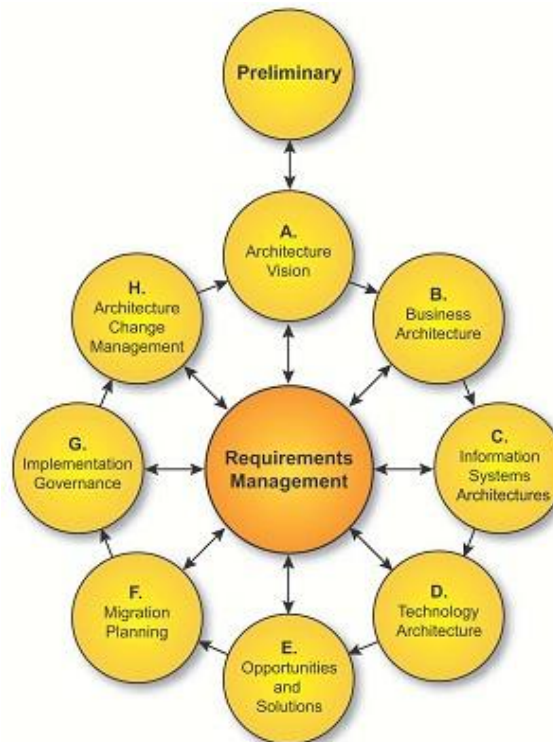 Preliminary
A.
Architecture
Vision
B.
Business
Architecture
C.
Information
Systems
Architectures
D.
Technology
Architecture
E.
Opportunities
and
Solutions
F.
Migration
Planning
G.
Implementation
Governance
H.
Architecture
Change
Management
Requirements
Management